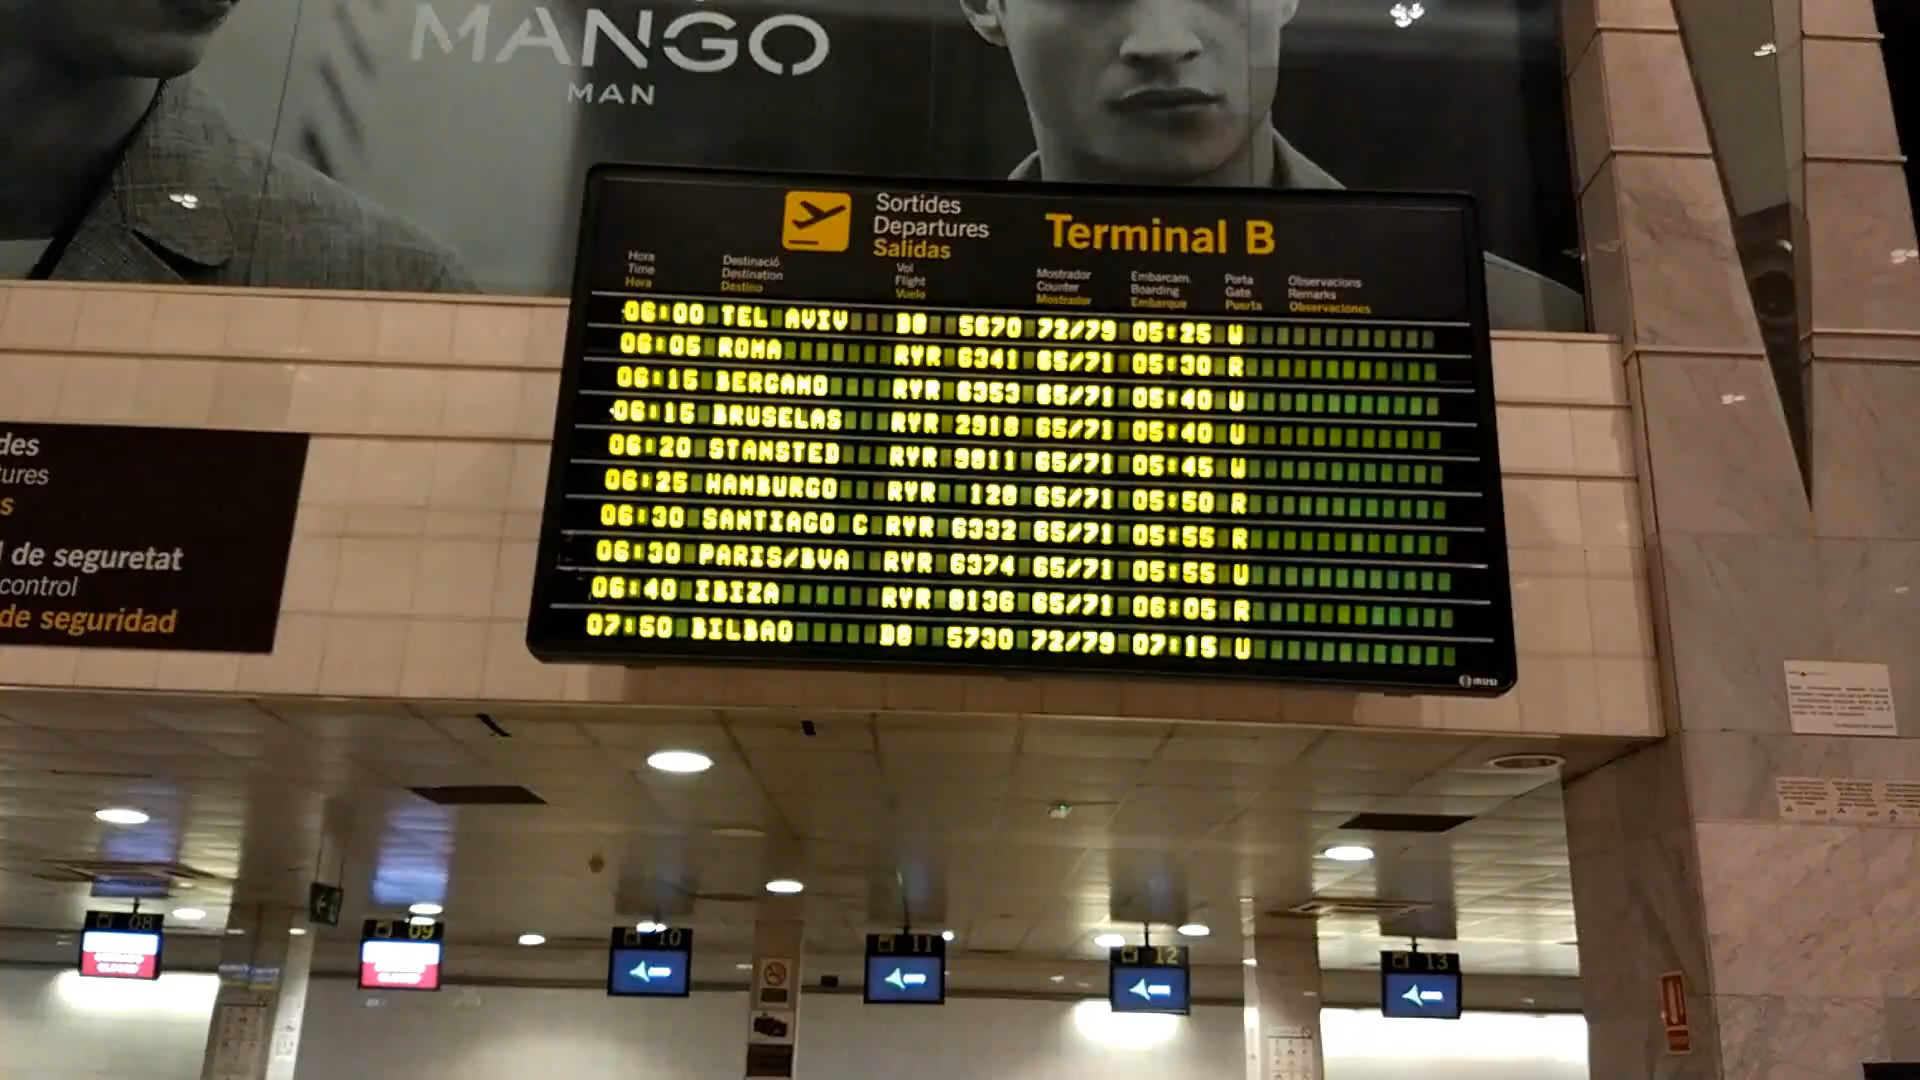 MANGO
MAN
Sortides
Departures
Salidas
Terminal B
Hora Destinació Vol Mostrador Embarcam. Porta Observacions
Time Destination Flight Counter Boarding Gate Remarks
Hora Destino Vuelo Mostrador Embarque Puerta Observaciones
06:00 TEL AVIV D8 5670 72/79 05:25 W
06:05 ROMA RYR 6341 65/71 05:30 R
06:15 BERGAMO RYR 6353 65/71 05:40 U
06:15 BRUSELAS RYR 2918 65/71 05:40 U
06:20 STANSTED RYR 9811 65/71 05:45 W
06:25 HAMBURGO RYR 128 65/71 05:50 R
06:30 SANTIAGO C RYR 6332 65/71 05:55 R
06:30 PARIS/BVA RYR 6374 65/71 05:55 U
06:40 IBIZA RYR 8136 65/71 06:05 R
07:50 BILBAO D8 5730 72/79 07:15 U
des
tures
s
l de seguretat
control
de seguridad
08
09
10
11
12
13